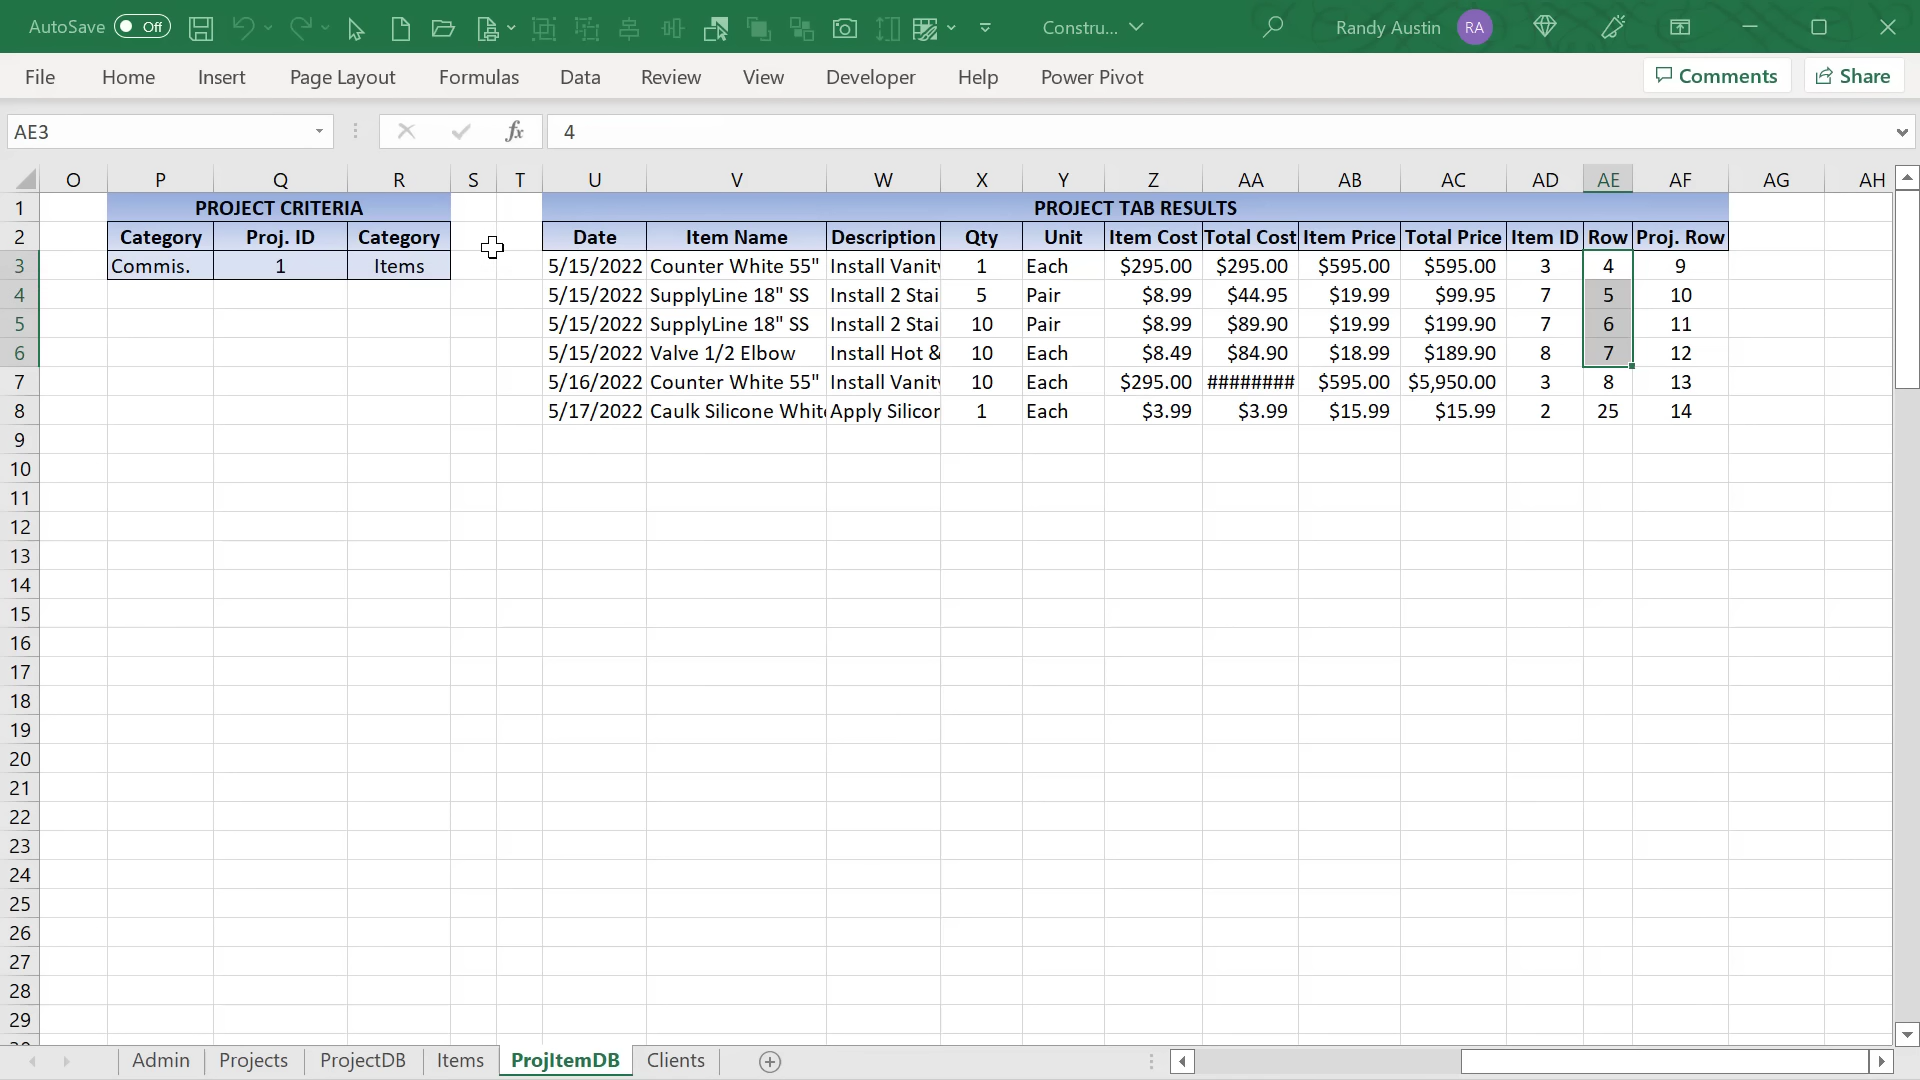 AutoSave Off Constru... Randy Austin RA
File Home Insert Page Layout Formulas Data Review View Developer Help Power Pivot Comments Share
AE3 fx 4
O P Q R S T U V W X Y Z AA AB AC AD AE AF AG AH
1 PROJECT CRITERIA PROJECT TAB RESULTS
2 Category Proj. ID Category Date Item Name Description Qty Unit Item Cost Total Cost Item Price Total Price Item ID Row Proj. Row
3 Commis. 1 Items 5/15/2022 Counter White 55" Install Vanit 1 Each $295.00 $295.00 $595.00 $595.00 3 4 9
4 5/15/2022 SupplyLine 18" SS Install 2 Stai 5 Pair $8.99 $44.95 $19.99 $99.95 7 5 10
5 5/15/2022 SupplyLine 18" SS Install 2 Stai 10 Pair $8.99 $89.90 $19.99 $199.90 7 6 11
6 5/15/2022 Valve 1/2 Elbow Install Hot & 10 Each $8.49 $84.90 $18.99 $189.90 8 7 12
7 5/16/2022 Counter White 55" Install Vanit 10 Each $295.00 ######## $595.00 $5,950.00 3 8 13
8 5/17/2022 Caulk Silicone Whit Apply Silicor 1 Each $3.99 $3.99 $15.99 $15.99 2 25 14
9
10
11
12
13
14
15
16
17
18
19
20
21
22
23
24
25
26
27
28
29
Admin Projects ProjectDB Items ProjItemDB Clients